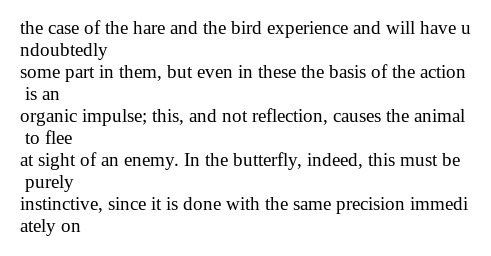 the case of the hare and the bird experience and will have u
ndoubtedly
some part in them, but even in these the basis of the action
is an
organic impulse; this, and not reflection, causes the animal
to flee
at sight of an enemy. In the butterfly, indeed, this must be
purely
instinctive, since it is done with the same precision immedi
ately on